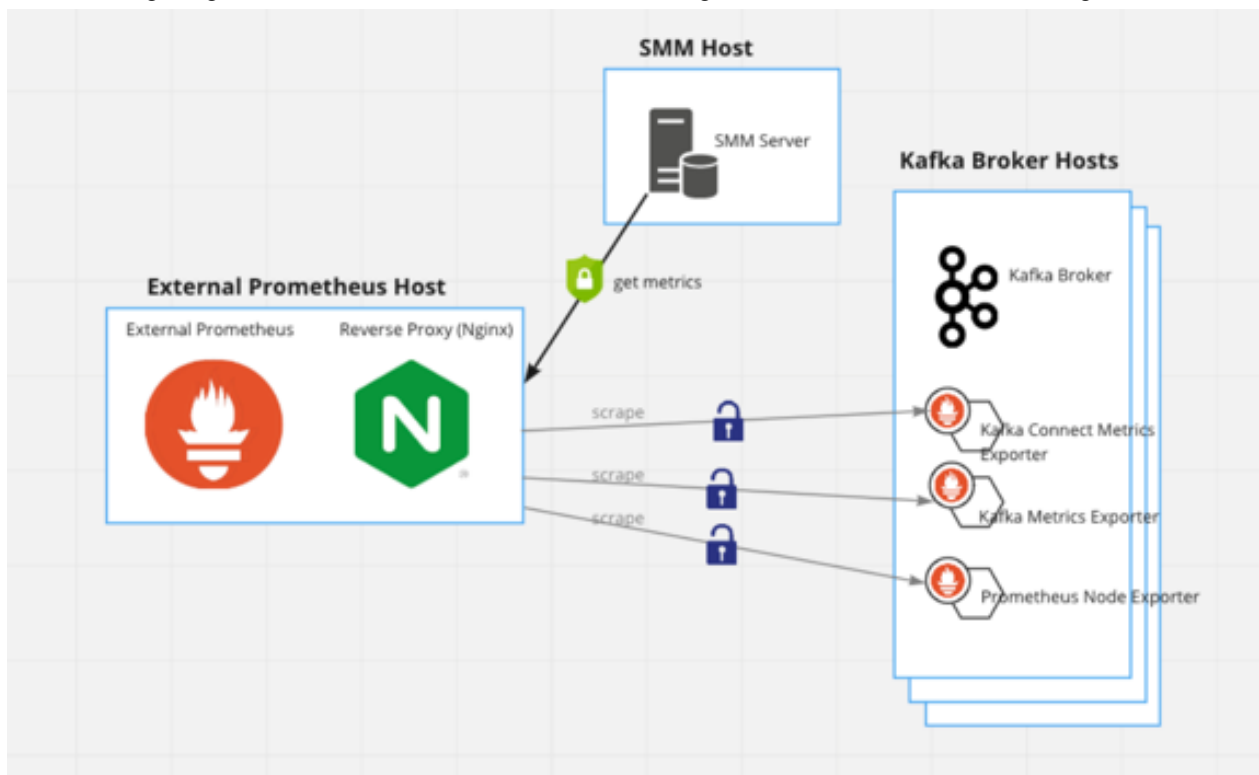 SMM Host
SMM Server
Kafka Broker Hosts
Kafka Broker
get metrics
External Prometheus Host
External Prometheus
Reverse Proxy (Nginx)
N
scrape
Kafka Connect Metrics
Exporter
scrape
Kafka Metrics Exporter
scrape
Prometheus Node Exporter